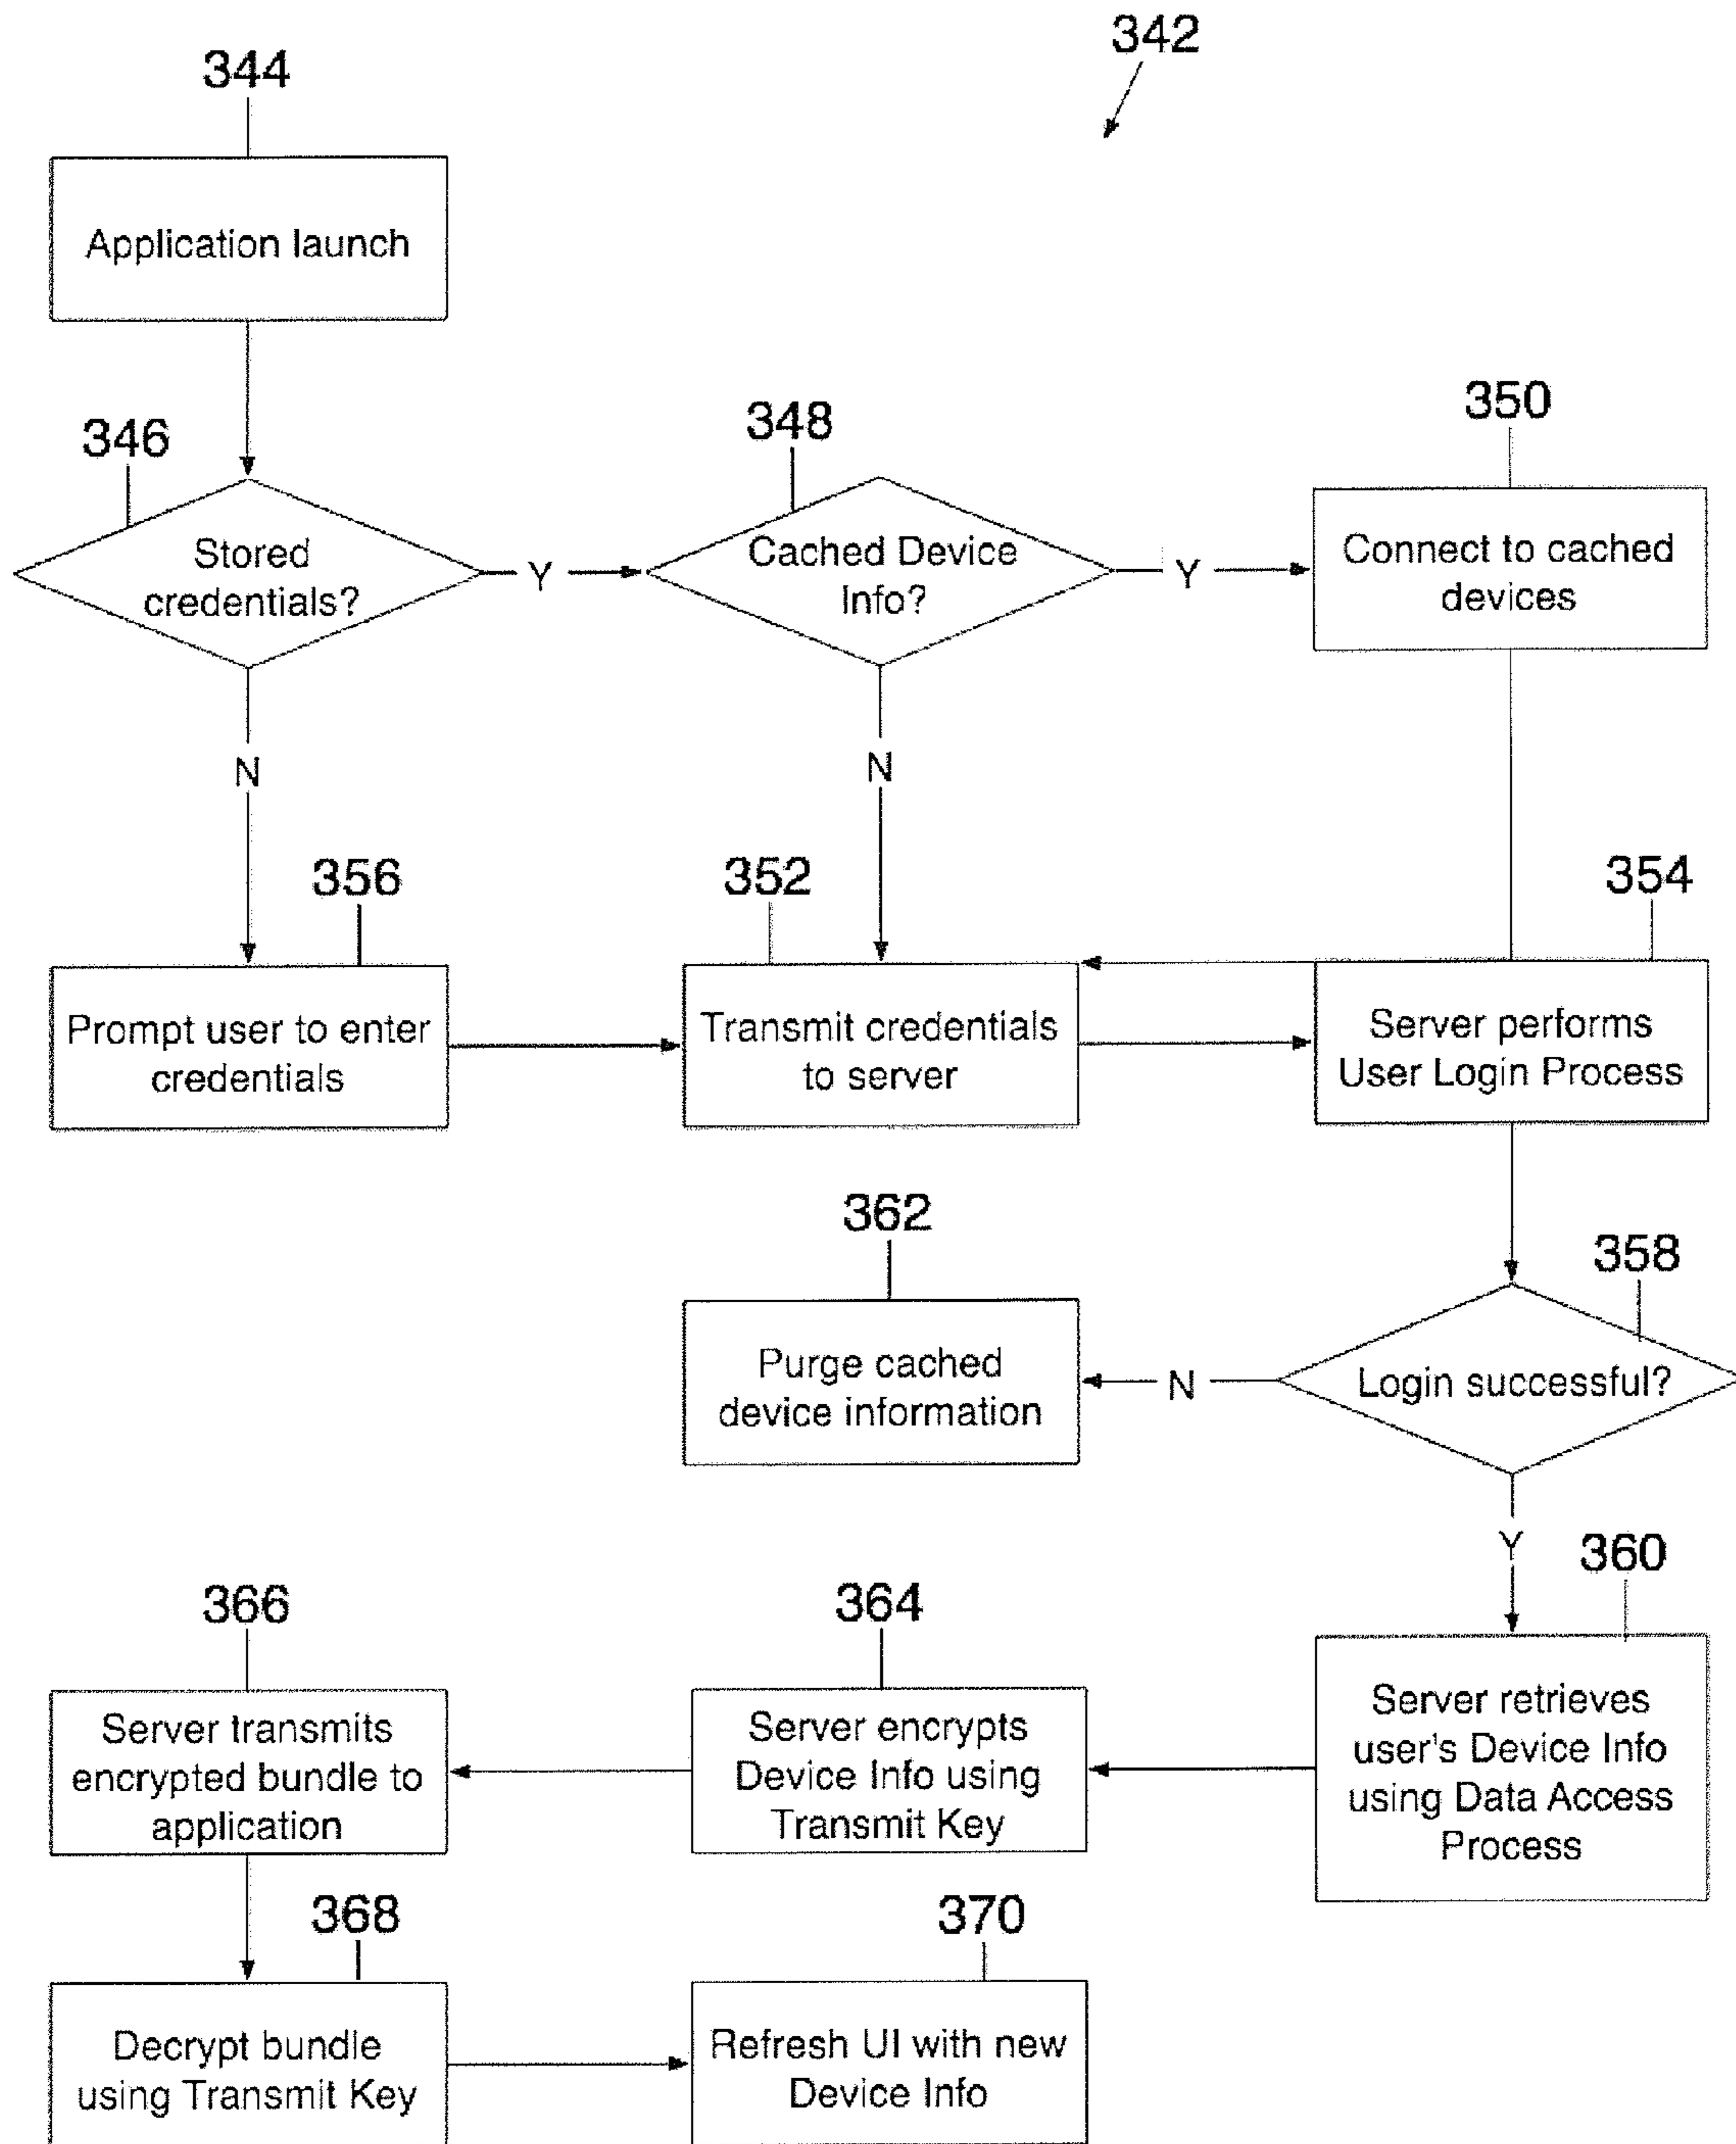 342
344
Application launch
346
348
350
Stored
credentials?
Y
Cached Device
Info?
Y
Connect to cached
devices
N
N
356
352
354
Prompt user to enter
credentials
Transmit credentials
to server
Server performs
User Login Process
362
358
Purge cached
device information
N
Login successful?
Y
366
364
360
Server transmits
encrypted bundle to
application
Server encrypts
Device Info using
Transmit Key
Server retrieves
user's Device Info
using Data Access
Process
368
370
Decrypt bundle
using Transmit Key
Refresh UI with new
Device Info